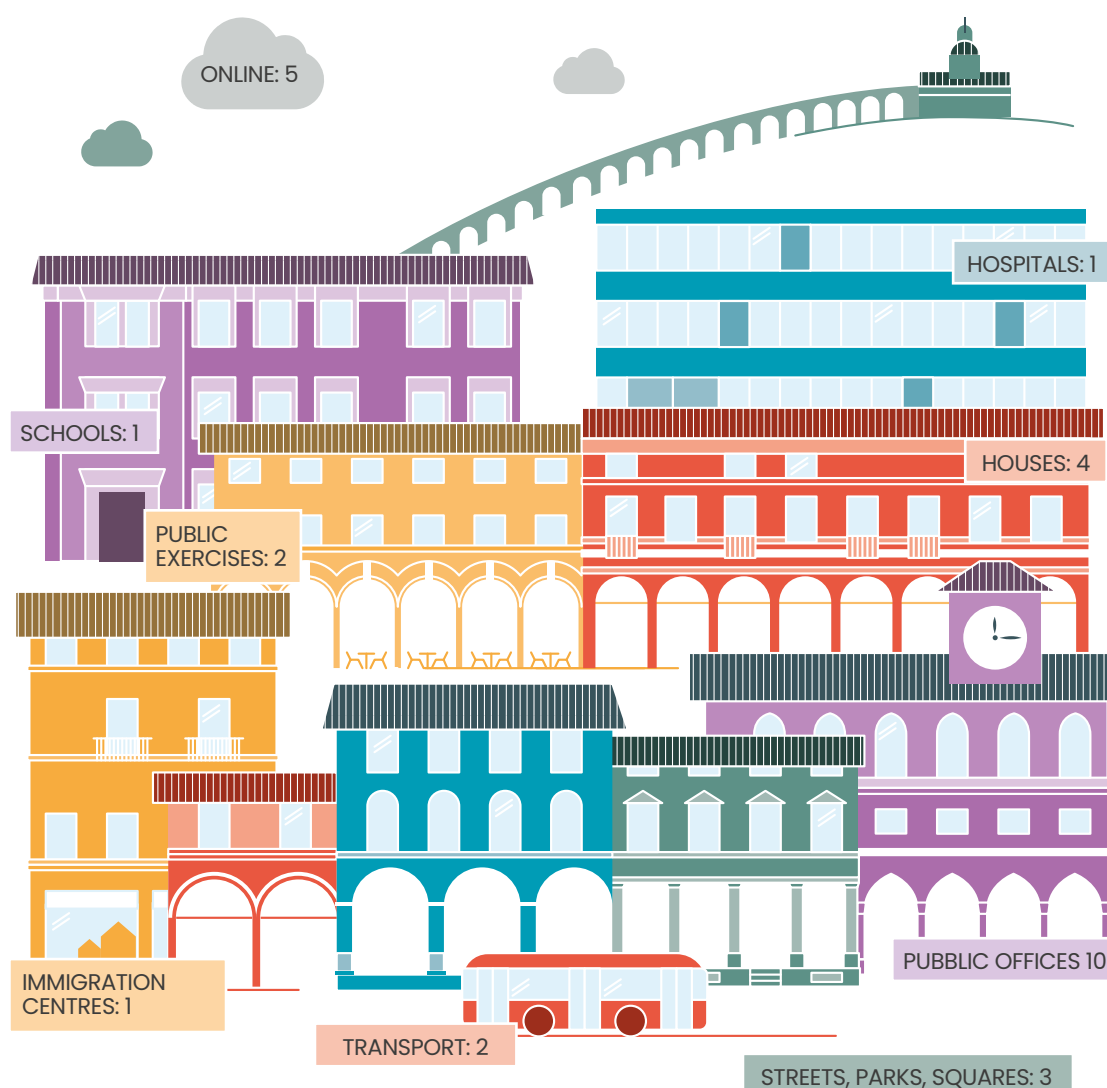 ONLINE: 5
HOSPITALS: 1
SCHOOLS: 1
HOUSES: 4
PUBLIC
EXERCISES: 2
PUBBLIC OFFICES 10
IMMIGRATION
CENTRES: 1
TRANSPORT: 2
STREETS, PARKS, SQUARES: 3